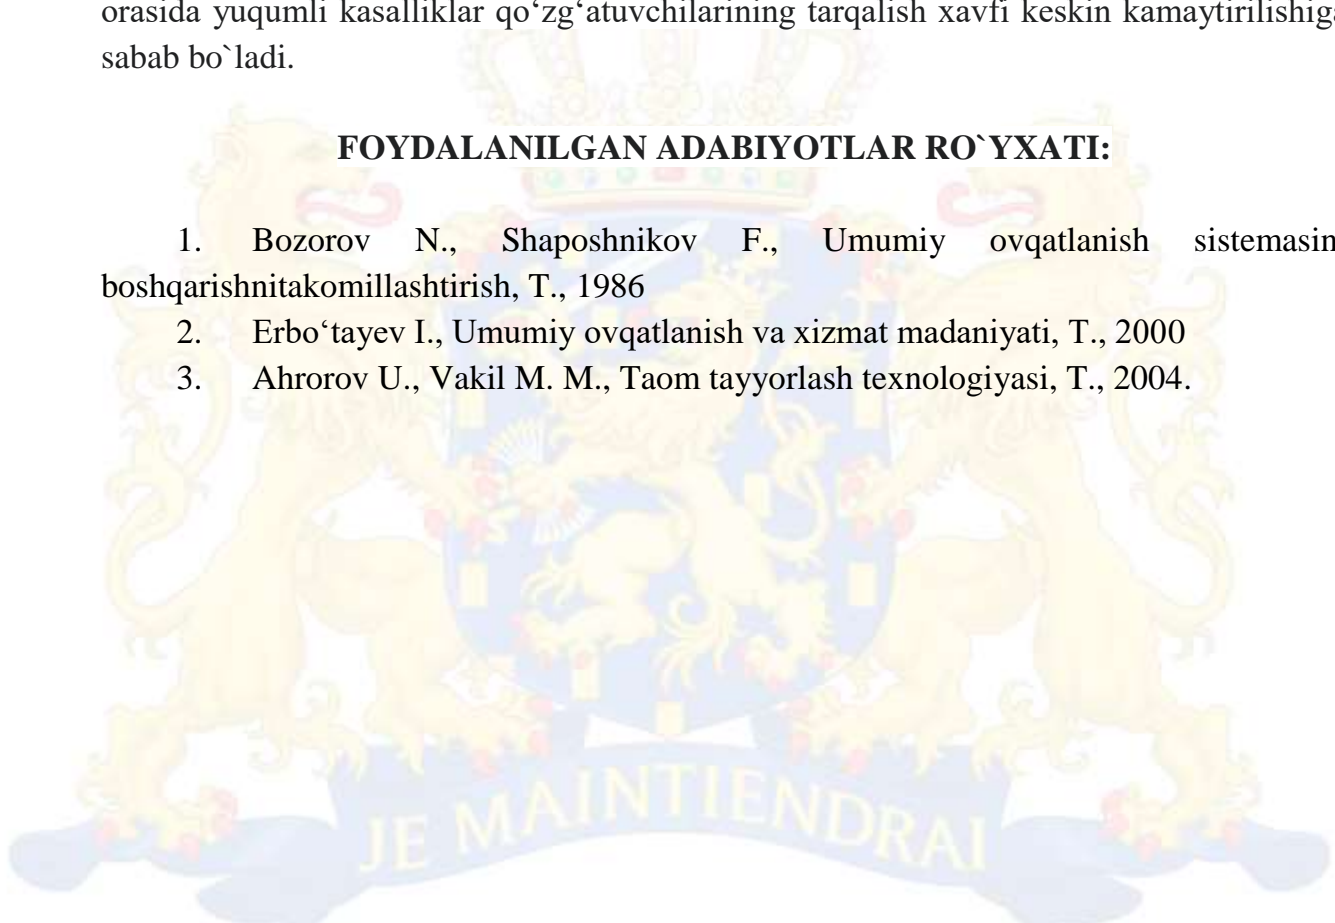 orasida yuqumli kasalliklar qo‘zg‘atuvchilarining tarqalish xavfi keskin kamaytirilishiga
sabab bo`ladi.
FOYDALANILGAN ADABIYOTLAR RO`YXATI:
1. Bozorov N., Shaposhnikov F., Umumiy ovqatlanish
boshqarishnitakomillashtirish, T., 1986
2. Erbo‘tayev I., Umumiy ovqatlanish va xizmat madaniyati, T., 2000
3. Ahrorov U., Vakil M. M., Taom tayyorlash texnologiyasi, T., 2004.
JE MAINTIENDRAI